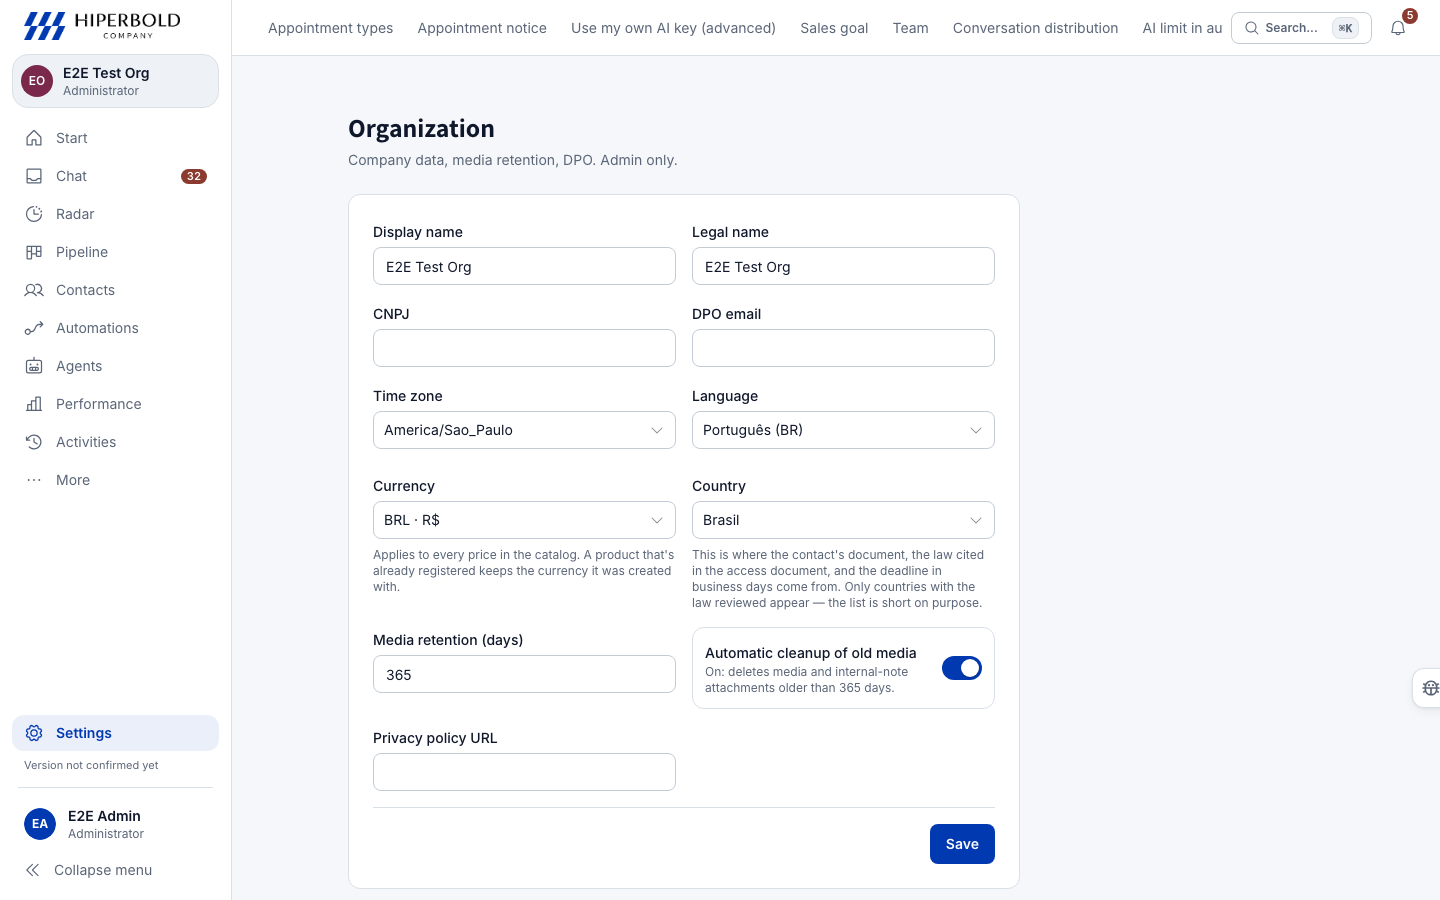 HIPERBOLD
COMPANY
EO
E2E Test Org
Administrator
Start
Chat
32
Radar
Pipeline
Contacts
Automations
Agents
Performance
Activities
More
Settings
Version not confirmed yet
EA
E2E Admin
Administrator
Collapse menu
Appointment types
Appointment notice
Use my own AI key (advanced)
Sales goal
Team
Conversation distribution
AI limit in au
Search...
⌘K
5
Organization
Company data, media retention, DPO. Admin only.
Display name
E2E Test Org
Legal name
E2E Test Org
CNPJ
DPO email
Time zone
America/Sao_Paulo
Language
Português (BR)
Currency
BRL · R$
Applies to every price in the catalog. A product that's
already registered keeps the currency it was created
with.
Country
Brasil
This is where the contact's document, the law cited
in the access document, and the deadline in
business days come from. Only countries with the
law reviewed appear — the list is short on purpose.
Media retention (days)
365
Automatic cleanup of old media
On: deletes media and internal-note
attachments older than 365 days.
Privacy policy URL
Save